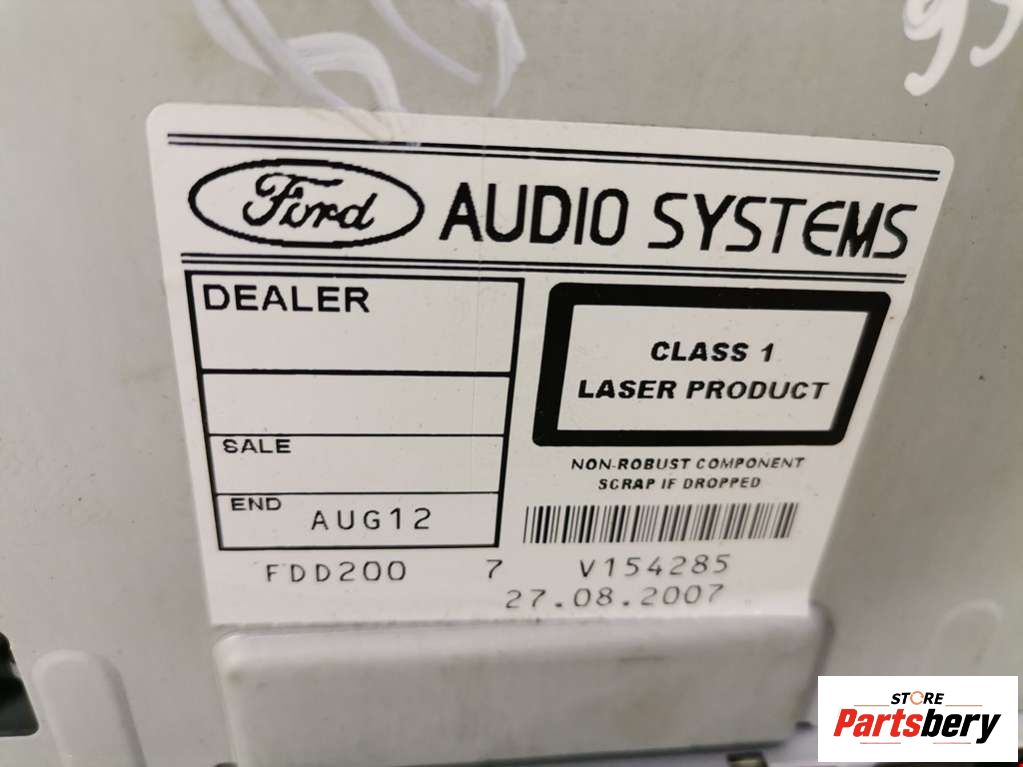 Ford AUDIO SYSTEMS
DEALER
CLASS 1
LASER PRODUCT
SALE
NON-ROBUST COMPONENT
SCRAP IF DROPPED
END AUG12
FDD200 7 V154285
27.08.2007
STORE
Partsbery